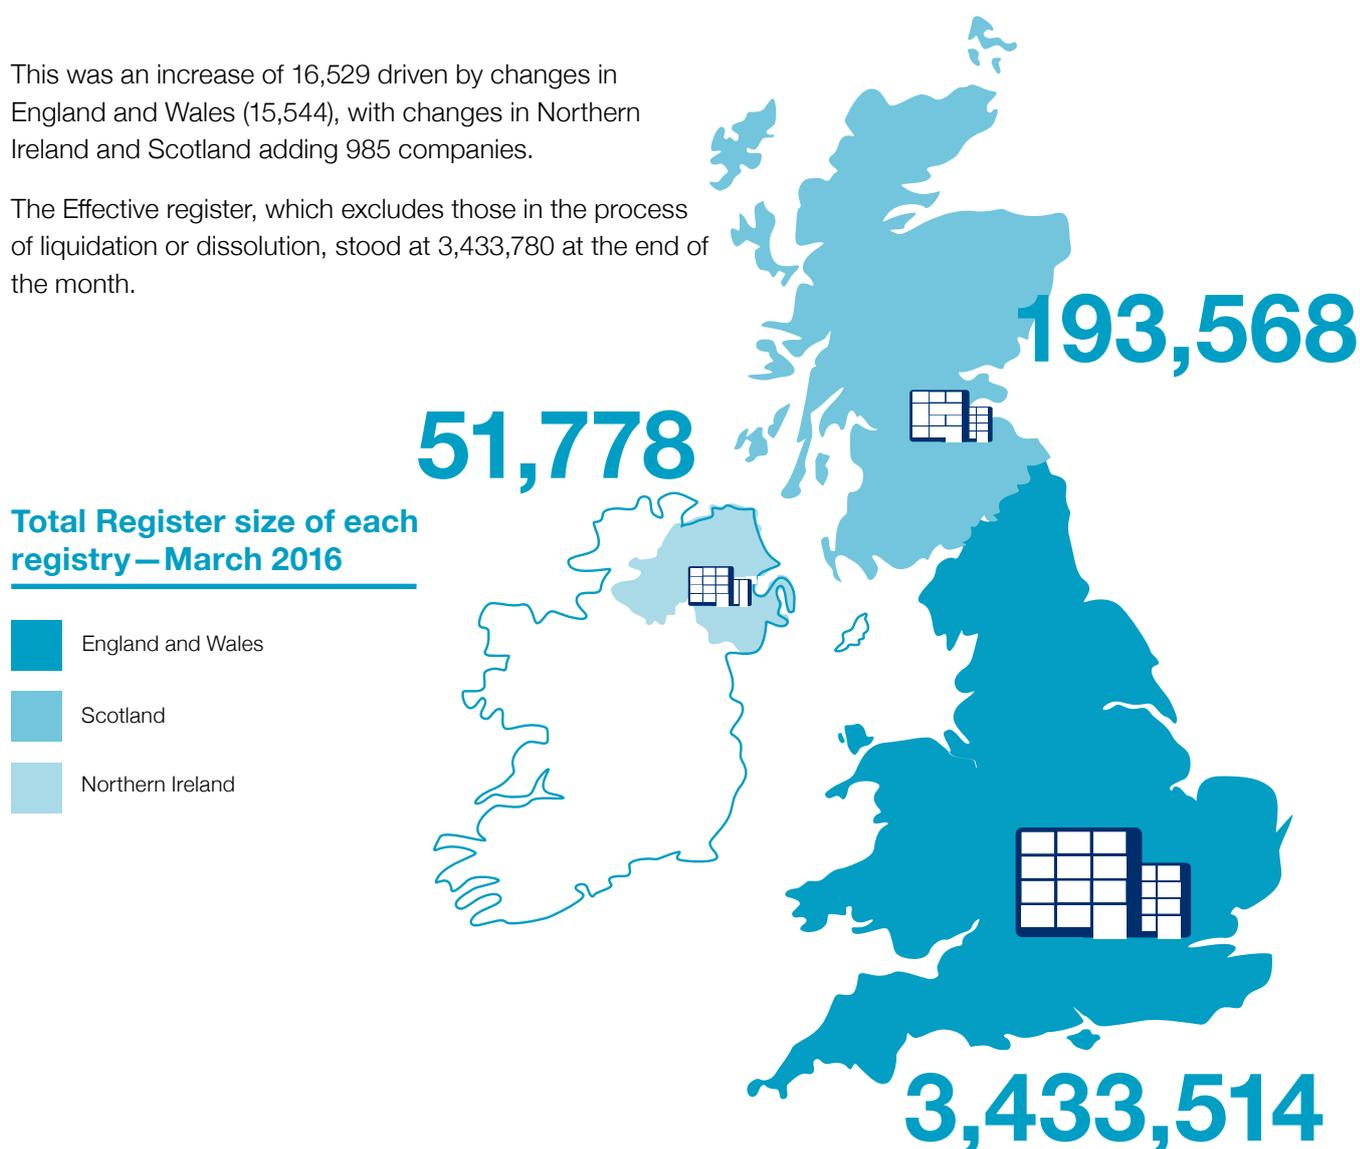 This was an increase of 16,529 driven by changes in
England and Wales (15,544), with changes in Northern
Ireland and Scotland adding 985 companies.
The Effective register, which excludes those in the process
of liquidation or dissolution, stood at 3,433,780 at the end of
the month.
193,568
51,778
Total Register size of each
registry—March 2016
England and Wales
Scotland
Northern Ireland
3,433,514